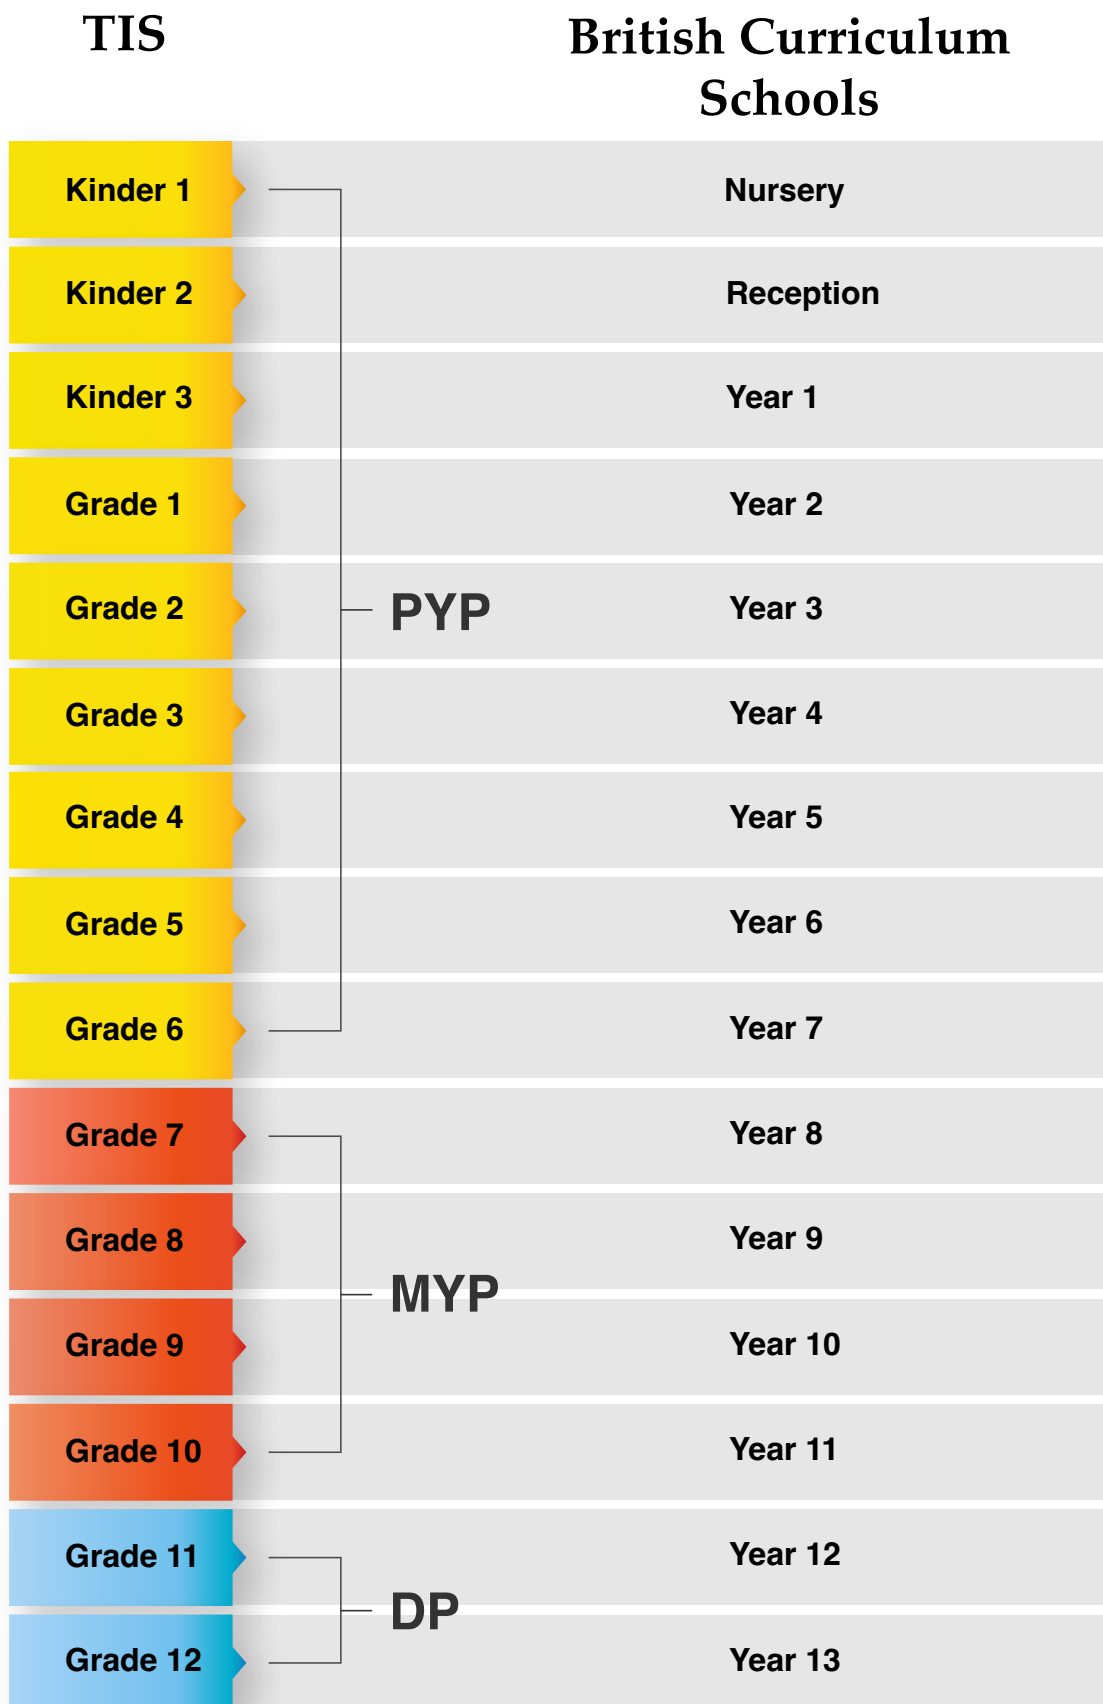 TIS
British Curriculum
Schools
Kinder 1
Nursery
Kinder 2
Reception
Kinder 3
Year 1
Grade 1
Year 2
Grade 2
PYP
Year 3
Grade 3
Year 4
Grade 4
Year 5
Grade 5
Year 6
Grade 6
Year 7
Grade 7
Year 8
Grade 8
Year 9
MYP
Grade 9
Year 10
Grade 10
Year 11
Grade 11
Year 12
DP
Grade 12
Year 13